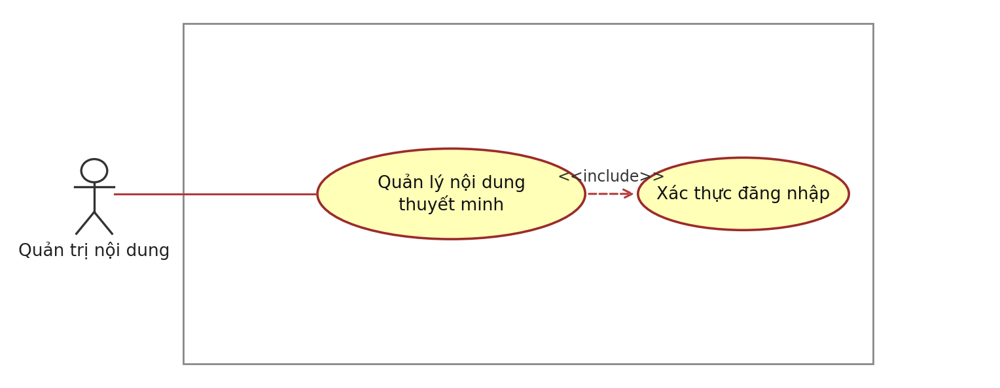 Quản lý nội dung
thuyết minh
<<include>>
Xác thực đăng nhập
Quản trị nội dung